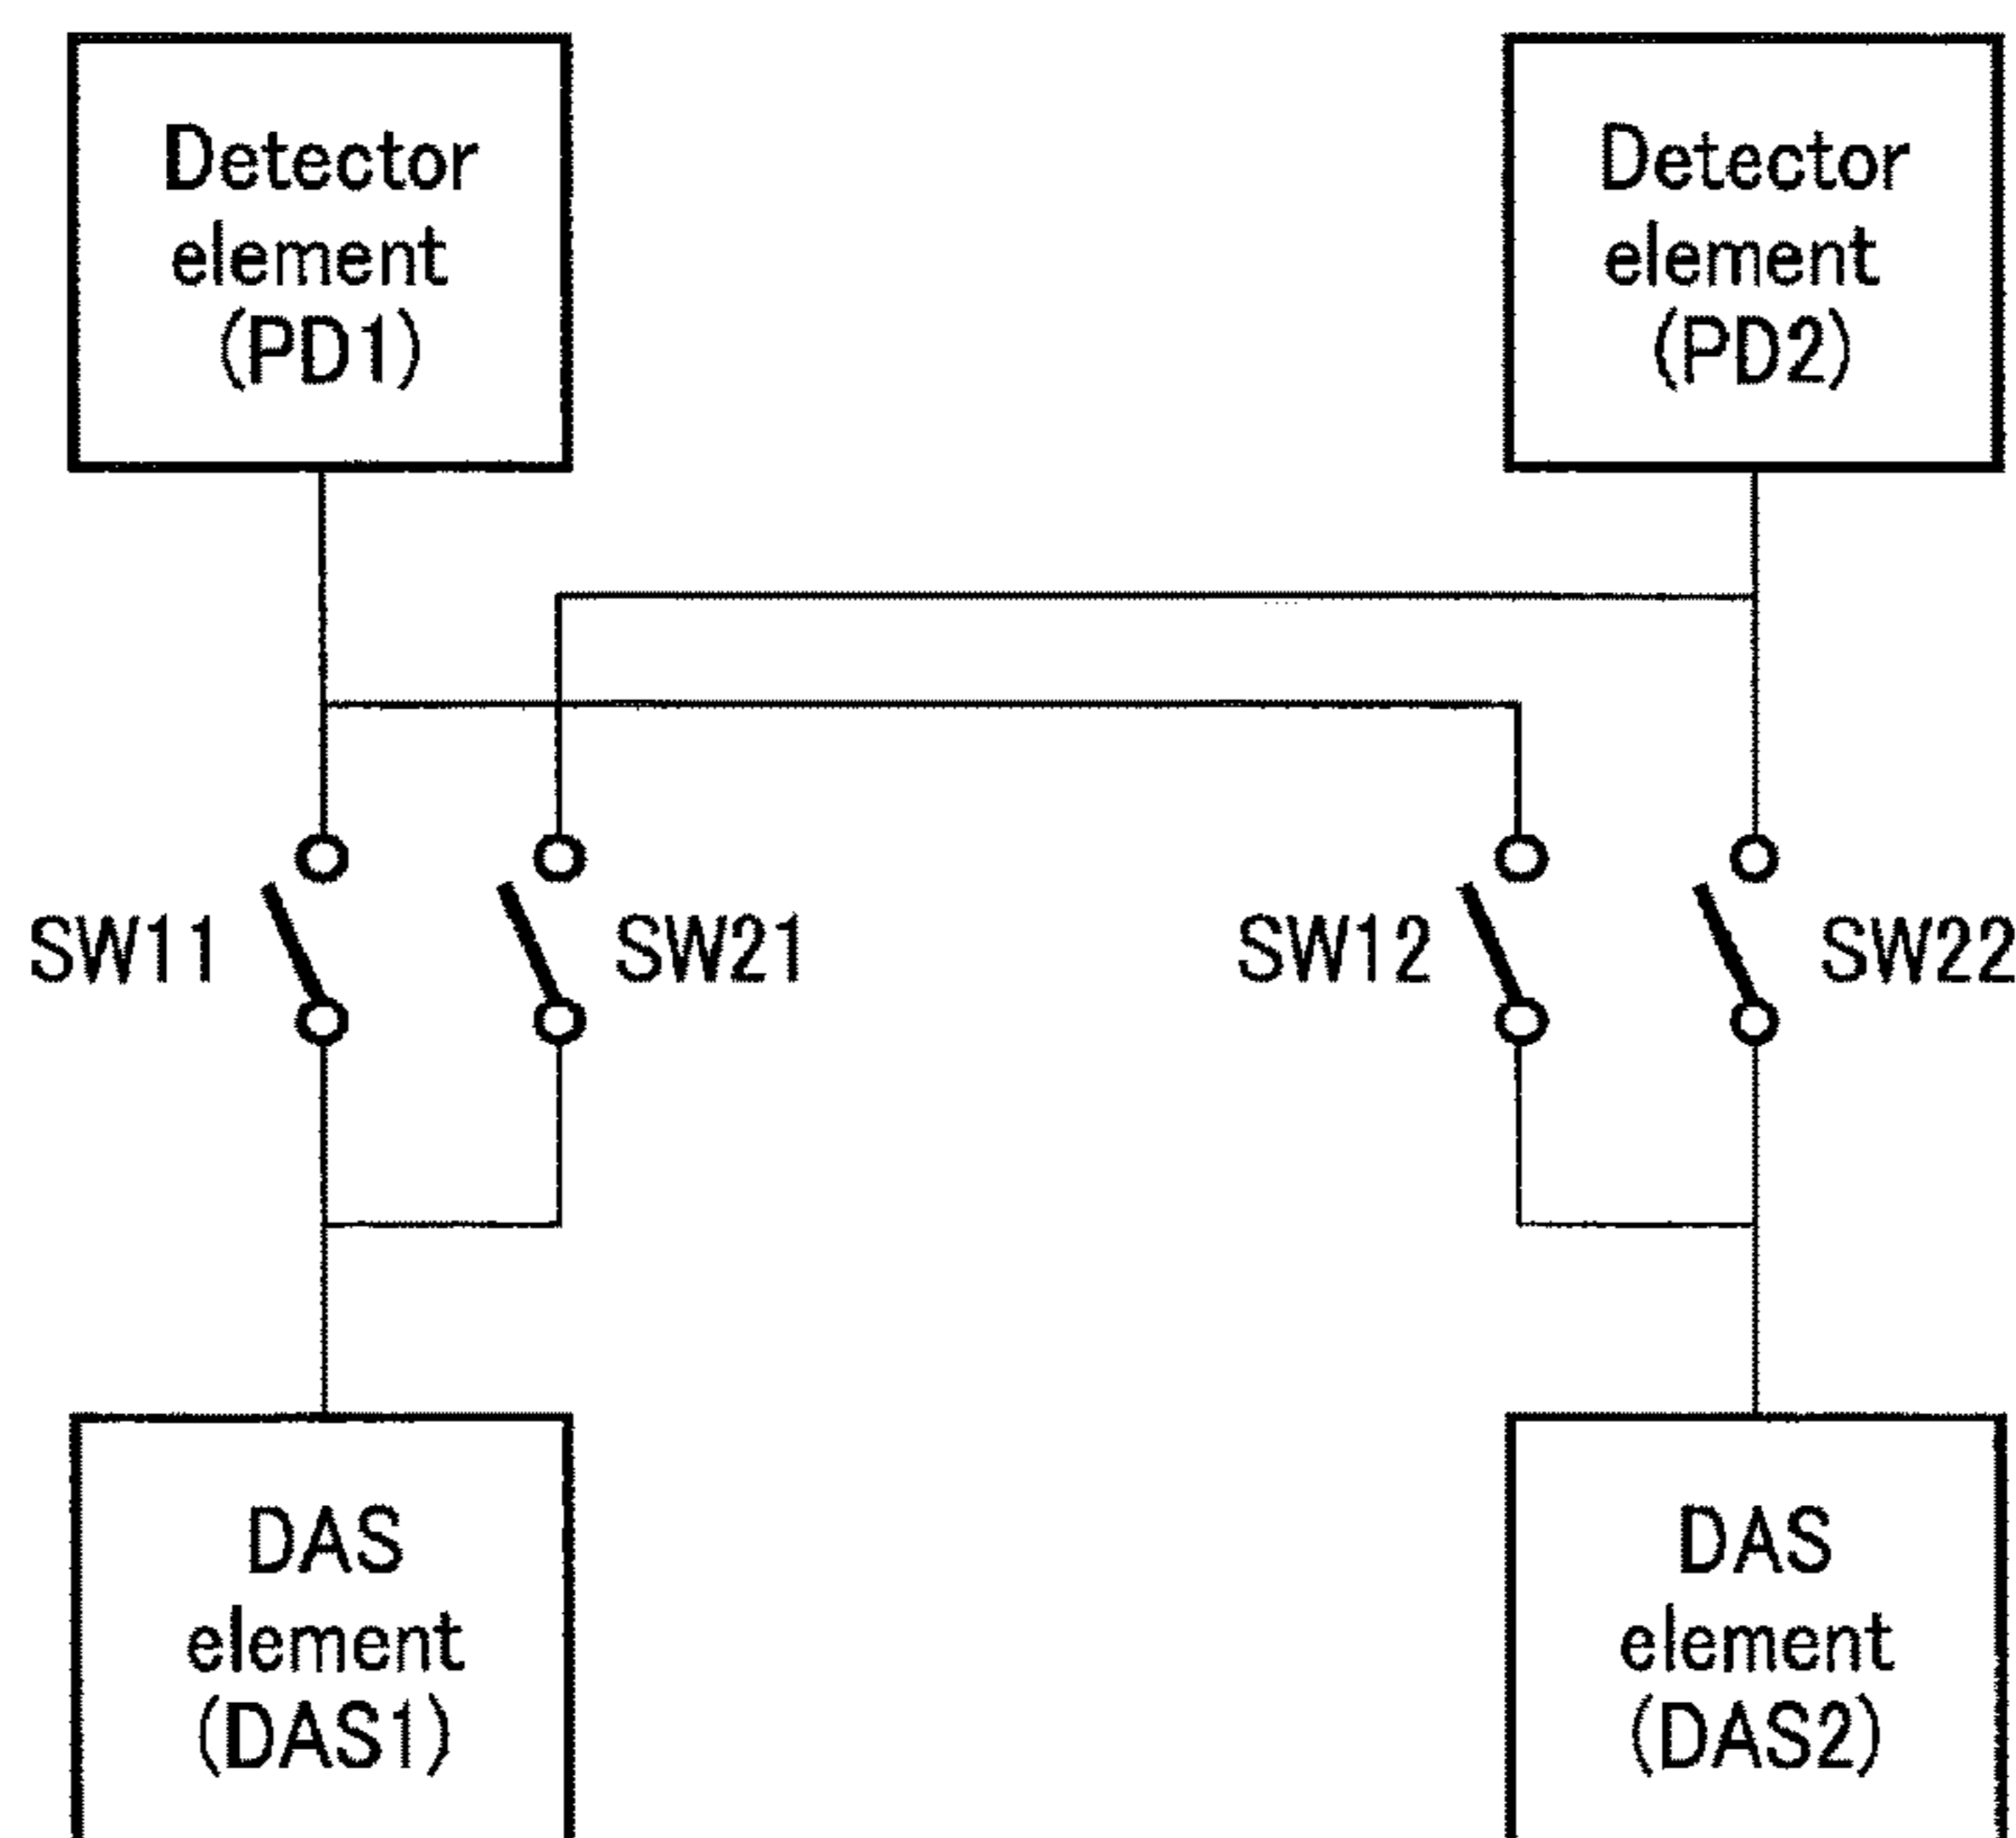 Detector
element
(PD1)
Detector
element
(PD2)
SW11
SW21
SW12
SW22
DAS
element
(DAS1)
DAS
element
(DAS2)